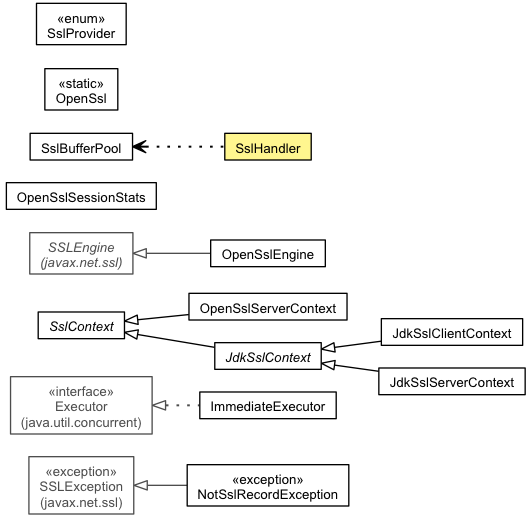 «enum»
SslProvider
«static»
OpenSsl
SslBufferPool
SslHandler
OpenSslSessionStats
SSLEngine
(javax.net.ssl)
OpenSslEngine
SslContext
OpenSslServerContext
JdkSslContext
JdkSslClientContext
JdkSslServerContext
«interface»
Executor
(java.util.concurrent)
ImmediateExecutor
«exception»
SSLException
(javax.net.ssl)
«exception»
NotSslRecordException